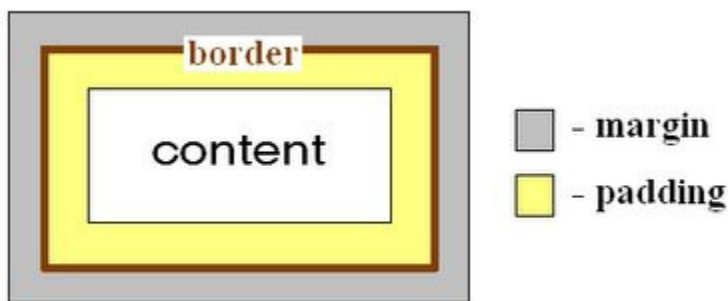 border
content
- margin
- padding